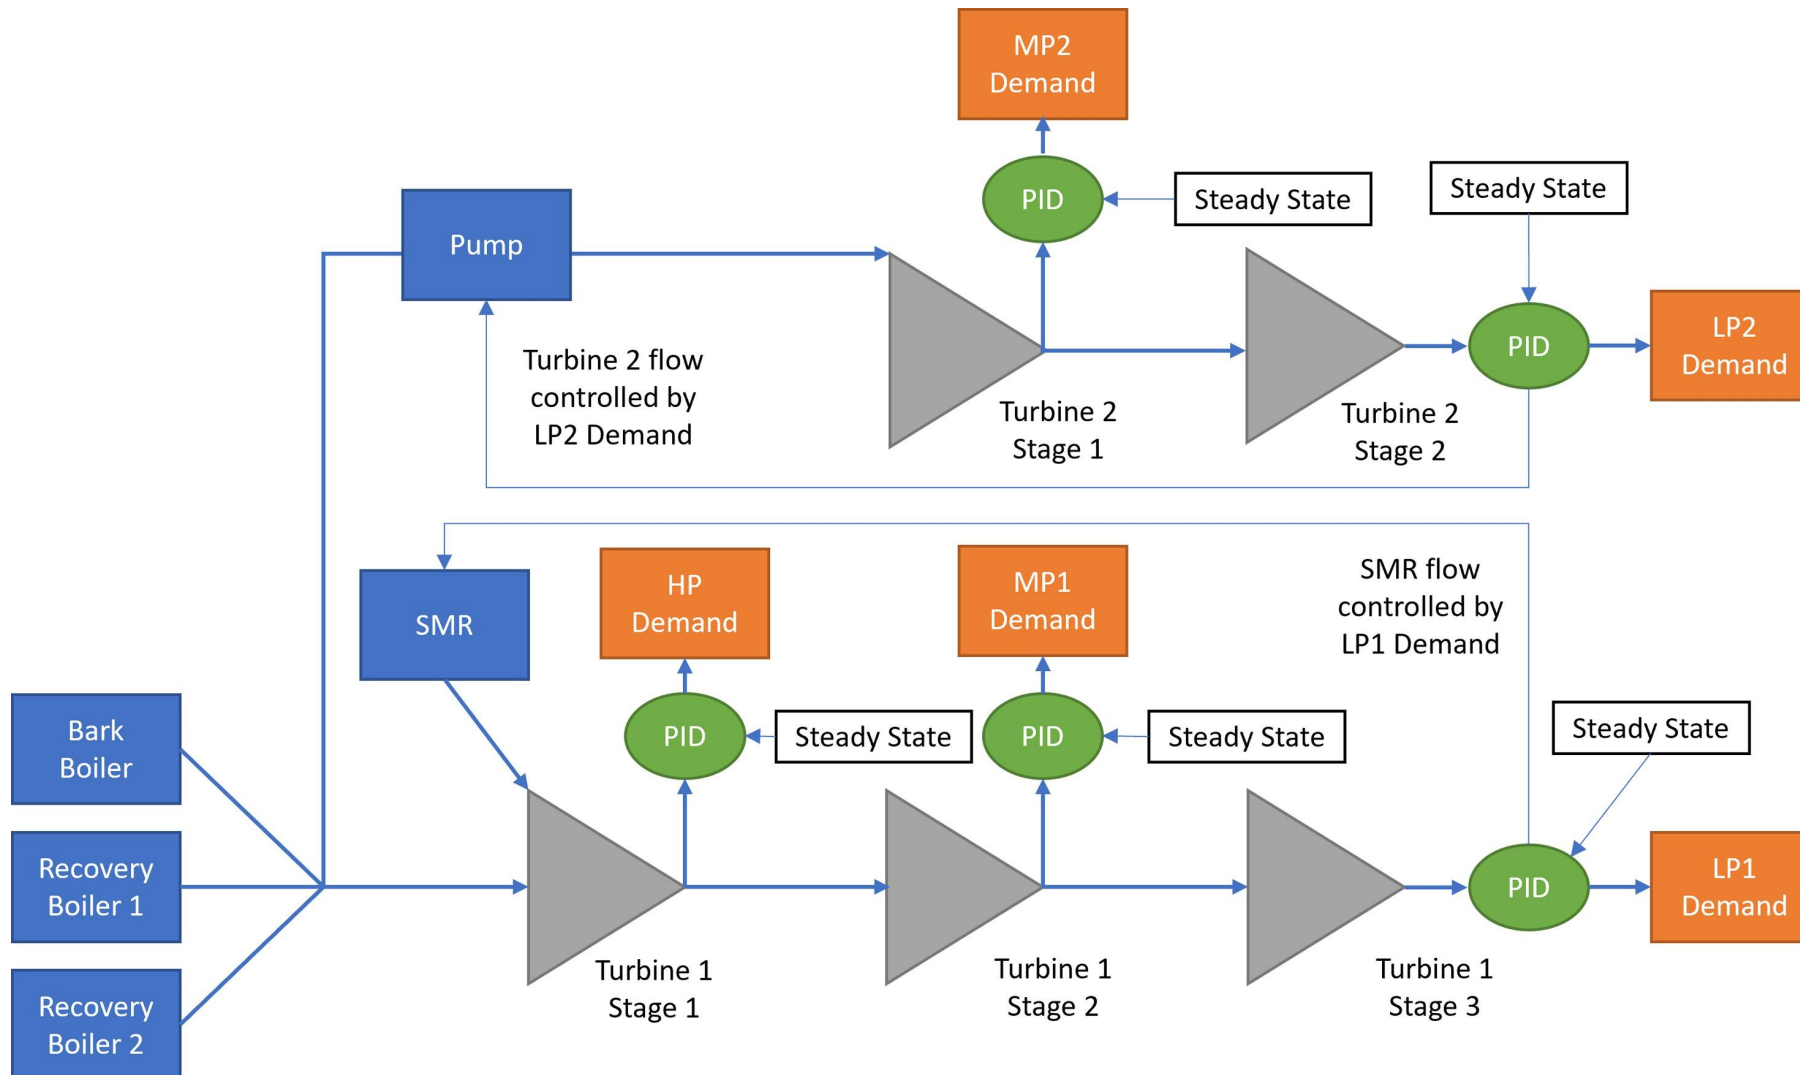 MP2
Demand
PID
Steady State
Steady State
Pump
PID
LP2
Demand
Turbine 2 flow
controlled by
LP2 Demand
Turbine 2
Stage 1
Turbine 2
Stage 2
SMR
HP
Demand
MP1
Demand
SMR flow
controlled by
LP1 Demand
PID
Steady State
PID
Steady State
Steady State
Bark
Boiler
Recovery
Boiler 1
PID
LP1
Demand
Turbine 1
Stage 1
Turbine 1
Stage 2
Turbine 1
Stage 3
Recovery
Boiler 2